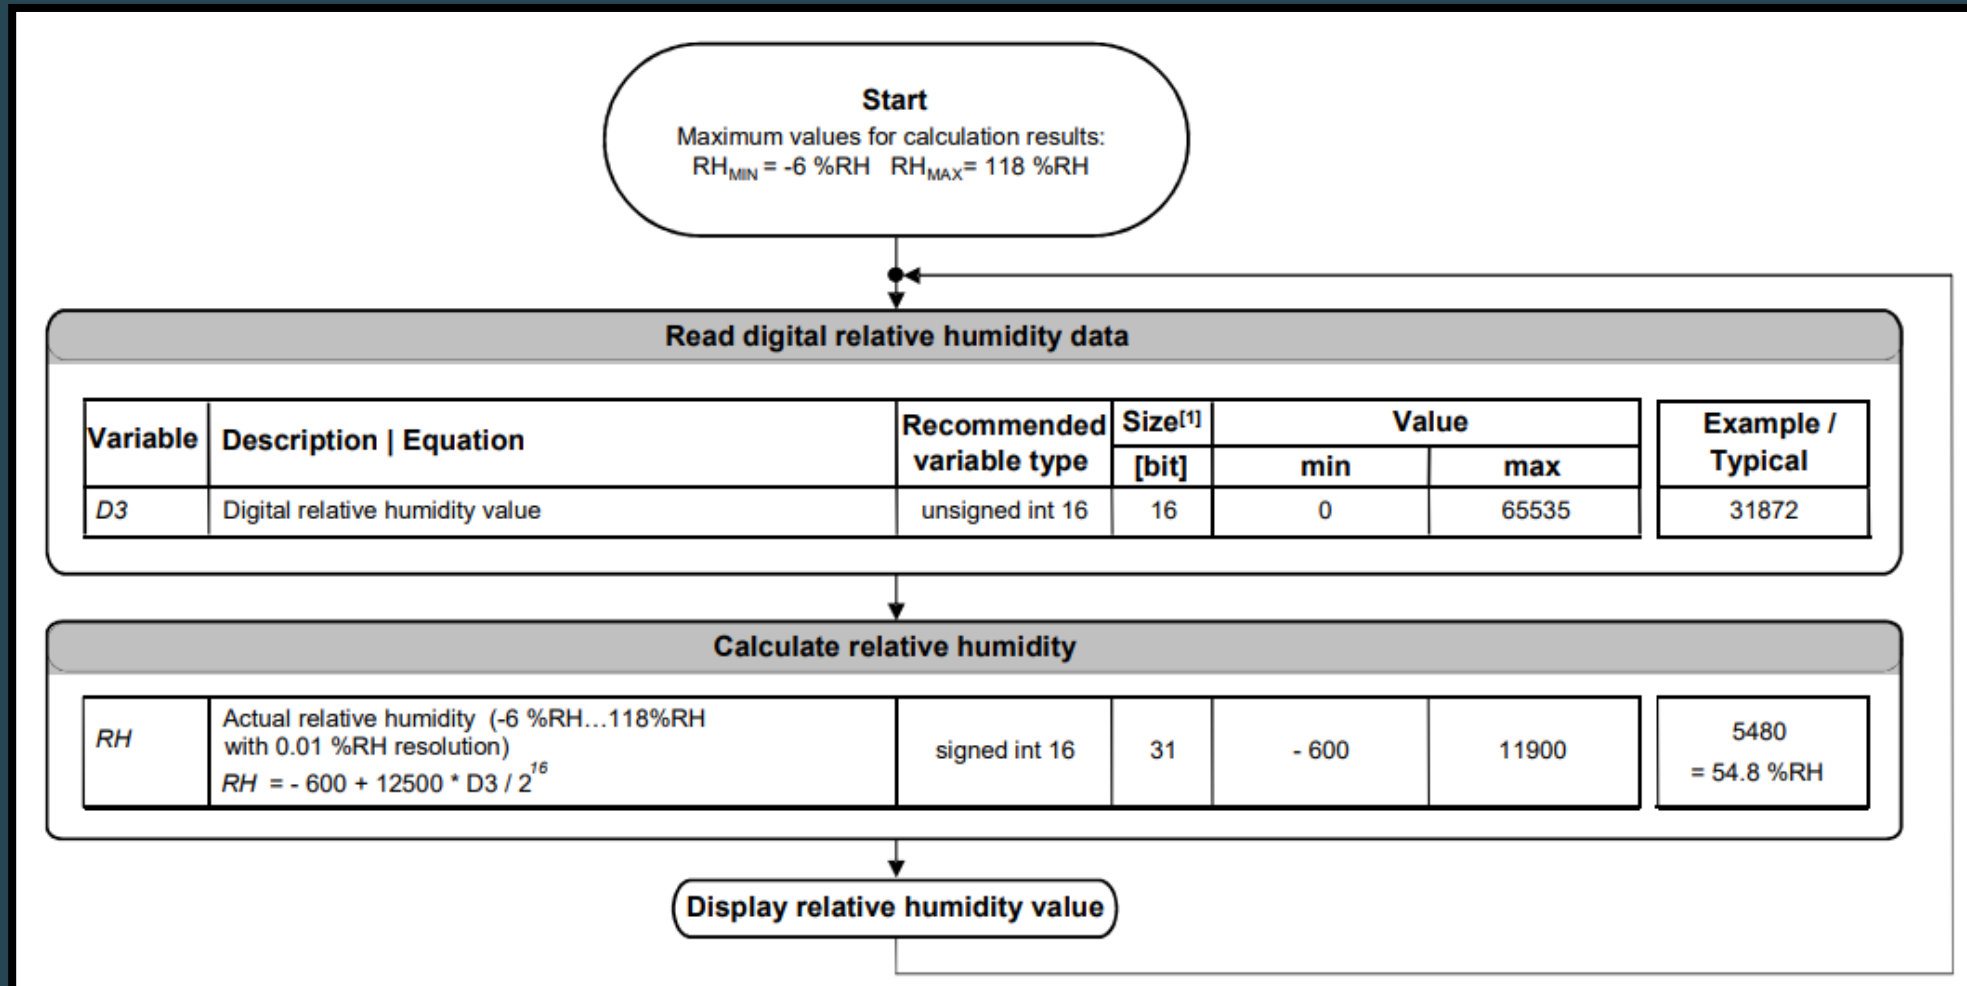 Start
Maximum values for calculation results:
RHMIN = -6 %RH RHMAX= 118 %RH
Read digital relative humidity data
Variable Description | Equation Recommended variable type Size[1] [bit] Value min max Example / Typical
D3 Digital relative humidity value unsigned int 16 16 0 65535 31872
Calculate relative humidity
RH
Actual relative humidity (-6 %RH…118%RH
with 0.01 %RH resolution)
RH = - 600 + 12500 * D3 / 2^16
signed int 16 31 - 600 11900
5480
= 54.8 %RH
Display relative humidity value